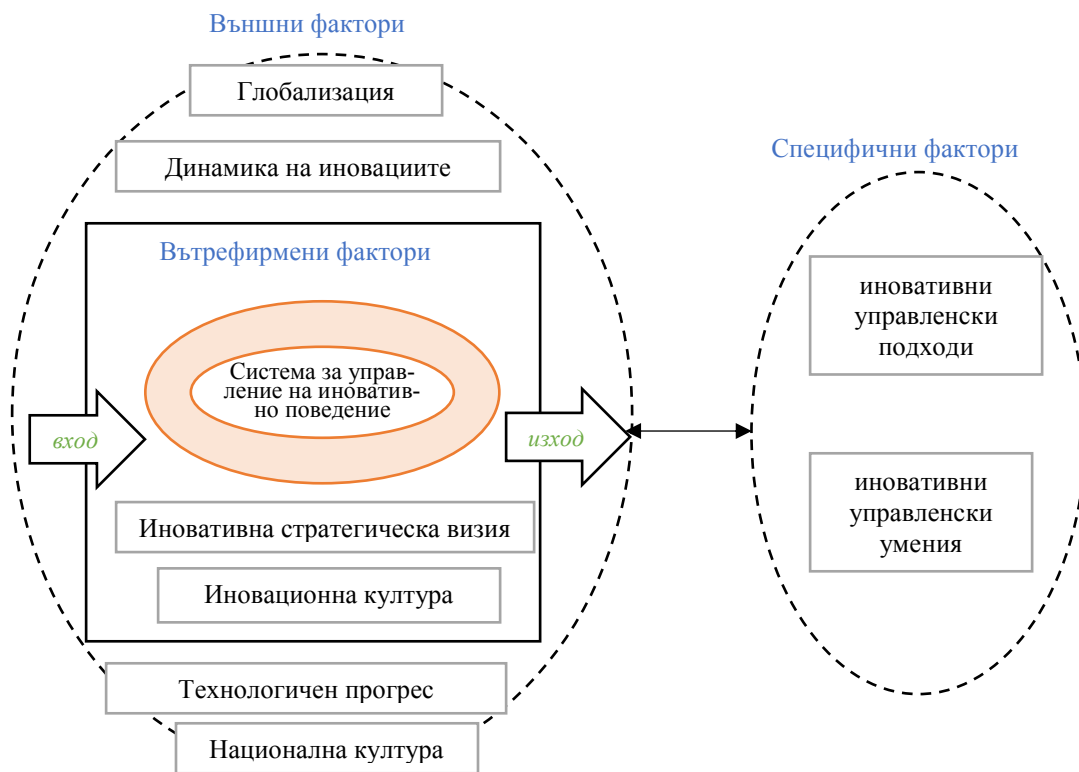 Външни фактори
Глобализация
Динамика на иновациите
Вътрефирмени фактори
Система за управ-
ление на иноватив-
но поведение
вход
изход
Иновативна стратегическа визия
Иновационна култура
Технологичен прогрес
Национална култура
Специфични фактори
иновативни
управленски
подходи
иновативни
управленски
умения